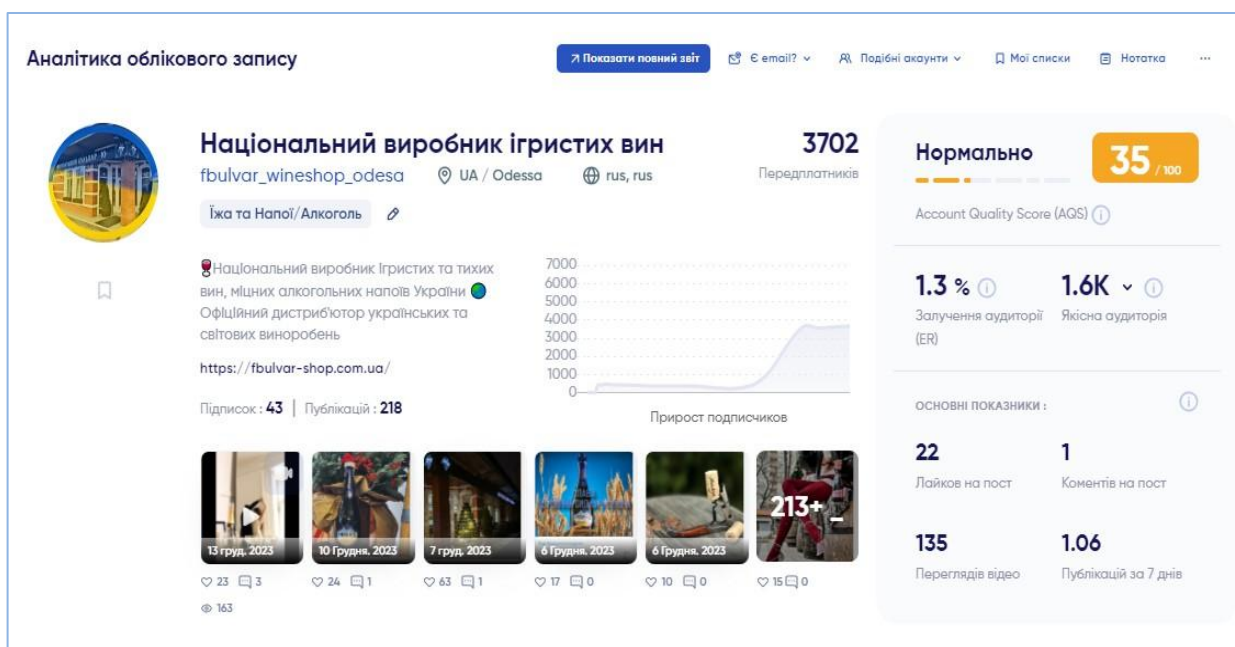 Аналітика облікового запису
Показати повний звіт
Є email?
Подібні акаунти
Мої списки
Нотатка
...
Національний виробник ігристих вин
3702
fbulvar_wineshop_odesa
UA / Odessa
rus, rus
Передплатників
Їжа та Напої/Алкоголь
Національний виробник ігристих та тихих
вин, міцних алкогольних напоїв України
Офіційний дистриб'ютор українських та
світових виноробень
https://fbulvar-shop.com.ua/
Підписок : 43 | Публікацій : 218
7000
6000
5000
4000
3000
2000
1000
0
Прирост подписчиков
13 груд. 2023
10 Грудня. 2023
7 груд. 2023
6 Грудня. 2023
6 Грудня. 2023
213+
23 3
24 1
63 1
17 0
10 0
15 0
163
Нормально
35 / 100
Account Quality Score (AQS)
1.3 %
1.6K
Залучення аудиторії
(ER)
Якісна аудиторія
ОСНОВНІ ПОКАЗНИКИ :
22
1
Лайков на пост
Коментів на пост
135
1.06
Переглядів відео
Публікацій за 7 днів